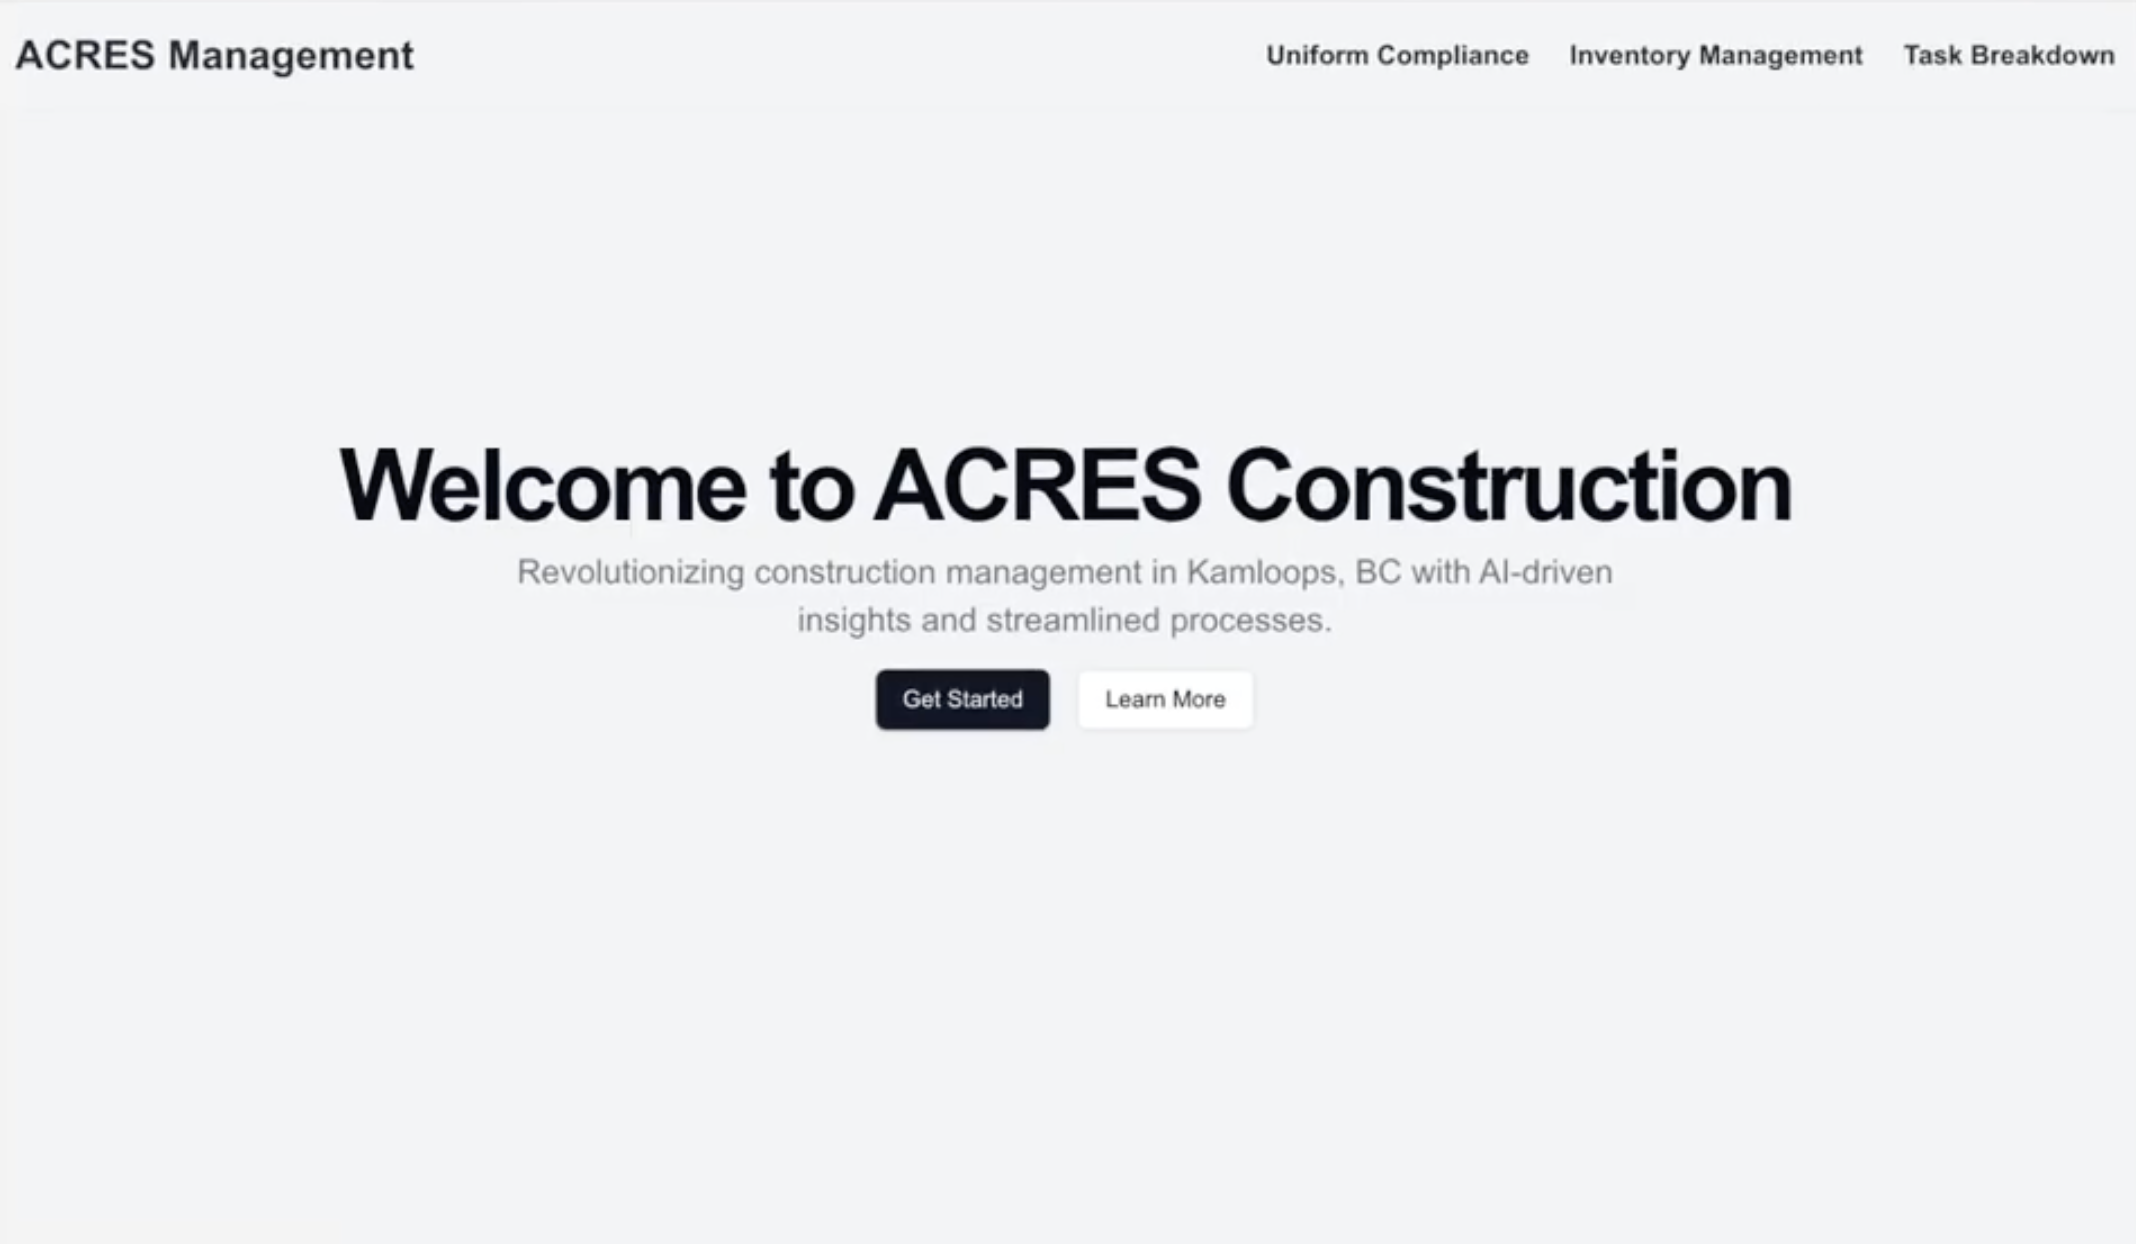 ACRES Management
Uniform Compliance
Inventory Management
Task Breakdown
Welcome to ACRES Construction
Revolutionizing construction management in Kamloops, BC with AI-driven
insights and streamlined processes.
Get Started
Learn More